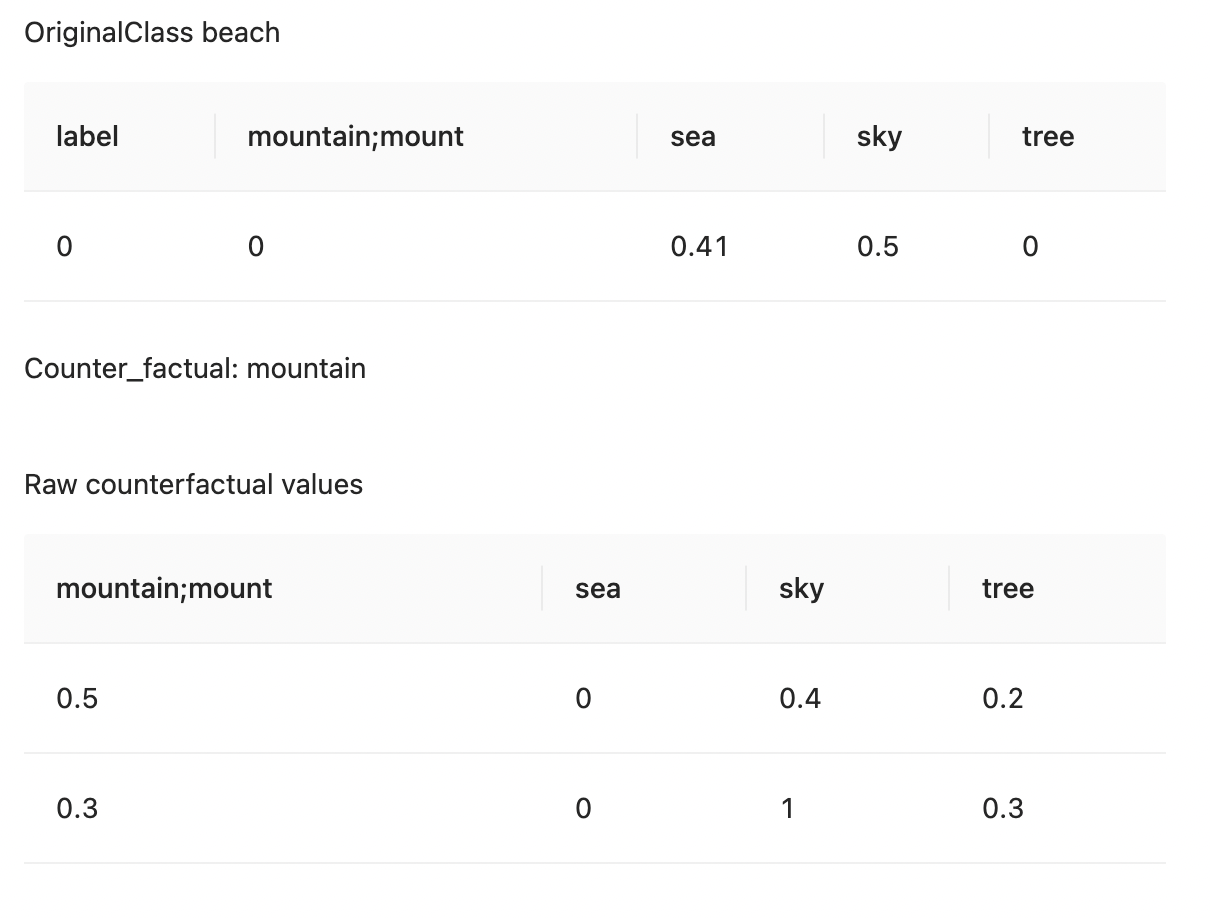 OriginalClass beach
label mountain;mount sea sky tree
0 0 0.41 0.5 0
Counter_factual: mountain
Raw counterfactual values
mountain;mount sea sky tree
0.5 0 0.4 0.2
0.3 0 1 0.3